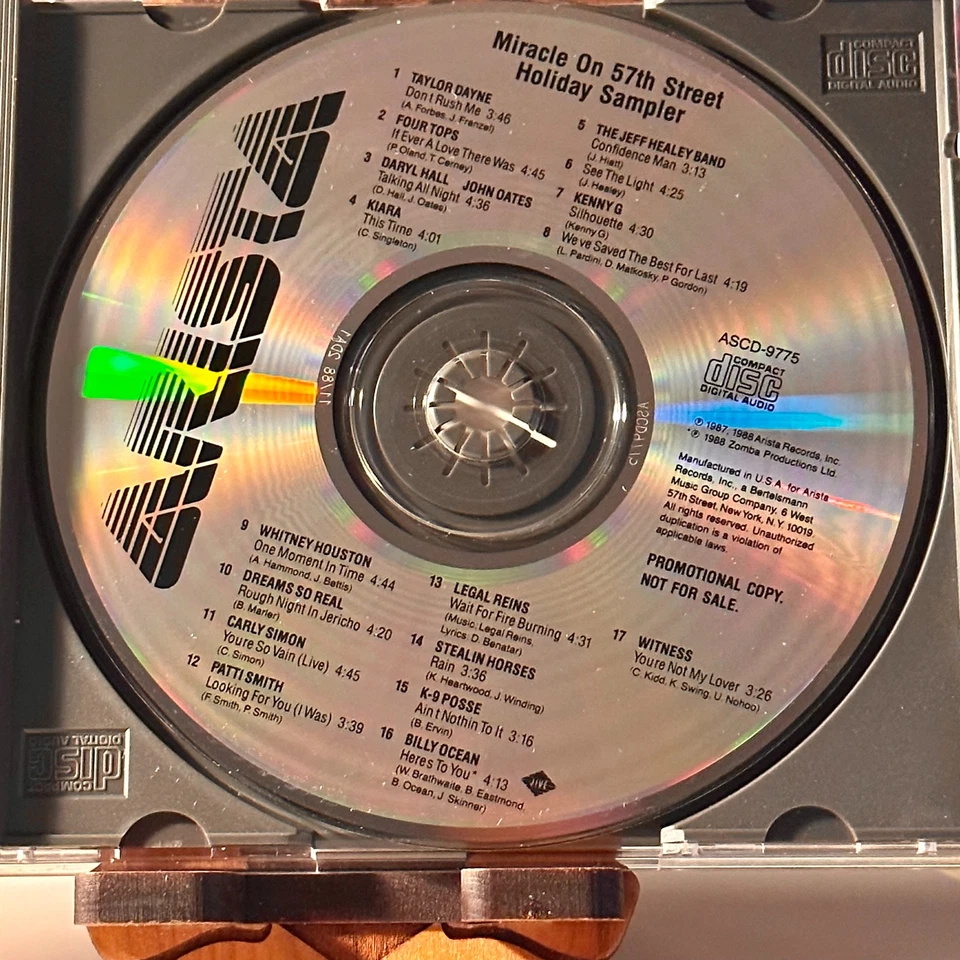 Miracle On 57th Street
Holiday Sampler
1 TAYLOR DAYNE
Don t Rush Me 3:46
(A. Forbes, J. Franzel)
2 FOUR TOPS
If Ever A Love There Was 4:45
(P. Oland, T. Cerney)
3 DARYL HALL JOHN OATES
Talking All Night 4:36
(D. Hall, J. Oates)
4 KIARA
This Time 4:01
(C. Singleton)
5 THE JEFF HEALEY BAND
Confidence Man 3:13
(J. Hiatt)
6 See The Light 4:25
(J. Healey)
7 KENNY G
Silhouette 4:30
(Kenny G)
8 We've Saved The Best For Last 4:19
(L. Pardini, D. Matkosky, P. Gordon)
ARISTA
ASCD-9775
COMPACT
disc
DIGITAL AUDIO
℗ 1987, 1988 Arista Records, Inc.
*℗ 1988 Zomba Productions Ltd.
Manufactured in U.S.A. for Arista
Records, Inc., a Bertelsmann
Music Group Company, 6 West
57th Street, New York, N.Y. 10019.
All rights reserved. Unauthorized
duplication is a violation of
applicable laws.
PROMOTIONAL COPY.
NOT FOR SALE.
9 WHITNEY HOUSTON
One Moment In Time 4:44
(A. Hammond, J. Bettis)
10 DREAMS SO REAL
Rough Night In Jericho 4:20
(B. Marler)
11 CARLY SIMON
Youre So Vain (Live) 4:45
(C. Simon)
12 PATTI SMITH
Looking For You (I Was) 3:39
(F. Smith, P. Smith)
13 LEGAL REINS
Wait For Fire Burning 4:31
(Music: Legal Reins,
Lyrics: D. Benatar)
14 STEALIN HORSES
Rain 3:36
(K. Heartwood, J. Winding)
15 K-9 POSSE
Ain t Nothin To It 3:16
(B. Ervin)
16 BILLY OCEAN
Heres To You* 4:13
(W. Brathwaite, B. Eastmond,
B. Ocean, J. Skinner)
JIVE
17 WITNESS
Youre Not My Lover 3:26
(C. Kidd, K. Swing, U. Nohoo)
COMPACT
disc
DIGITAL AUDIO
COMPACT
disc
DIGITAL AUDIO